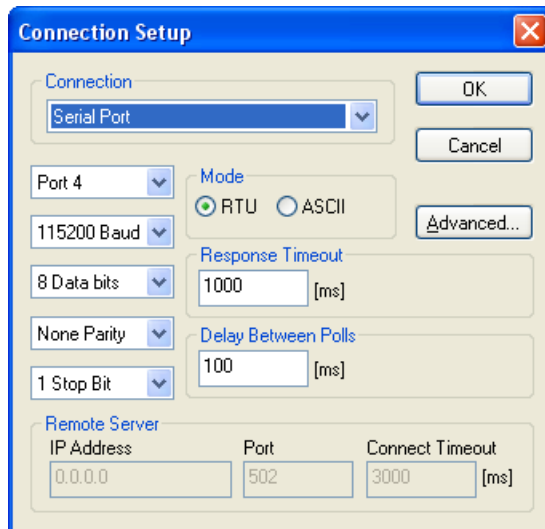 Connection Setup
Connection
Serial Port
OK
Cancel
Advanced...
Port 4
115200 Baud
8 Data bits
None Parity
1 Stop Bit
Mode
RTU ASCII
Response Timeout
1000 [ms]
Delay Between Polls
100 [ms]
Remote Server
IP Address Port Connect Timeout
0.0.0.0 502 3000 [ms]